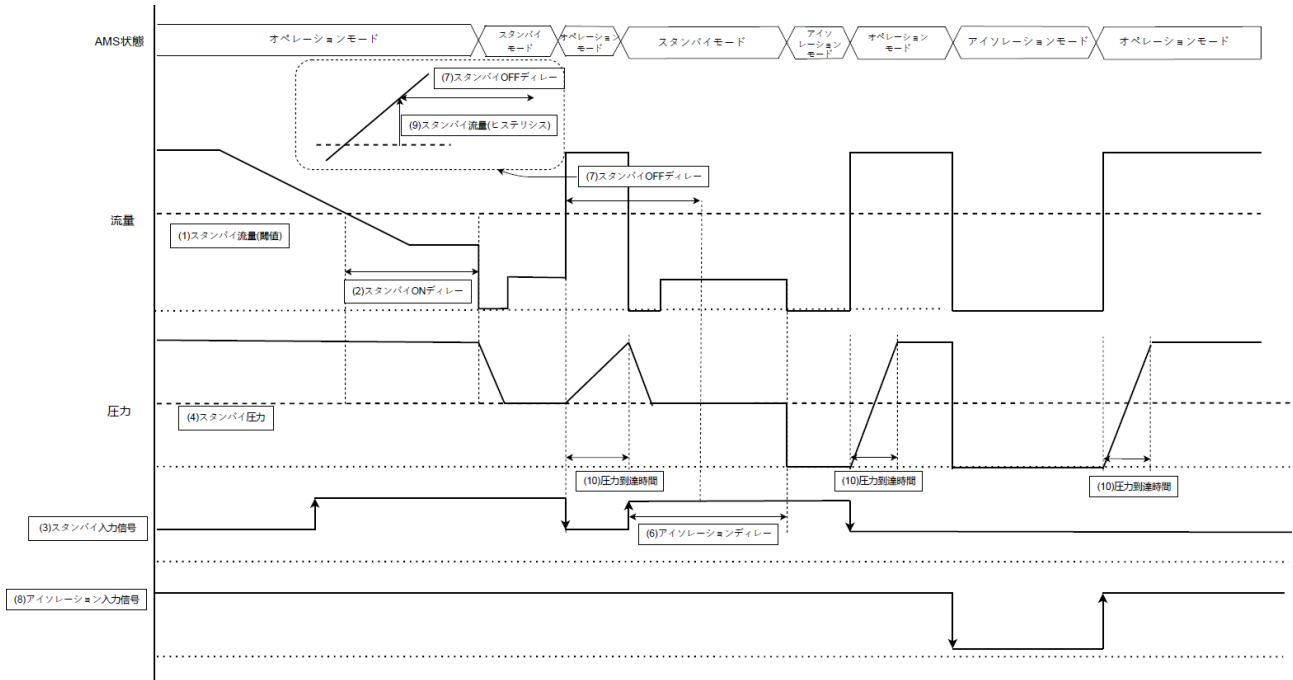 AMS状態
オペレーションモード
スタンバイ
モード
オペレーション
モード
スタンバイモード
アイソ
レーション
モード
オペレーション
モード
アイソレーションモード
オペレーションモード
(7)スタンバイOFFディレー
(9)スタンバイ流量(ヒステリシス)
(7)スタンバイOFFディレー
流量
(1)スタンバイ流量(閾値)
(2)スタンバイONディレー
圧力
(4)スタンバイ圧力
(10)圧力到達時間
(10)圧力到達時間
(10)圧力到達時間
(3)スタンバイ入力信号
(6)アイソレーションディレー
(8)アイソレーション入力信号